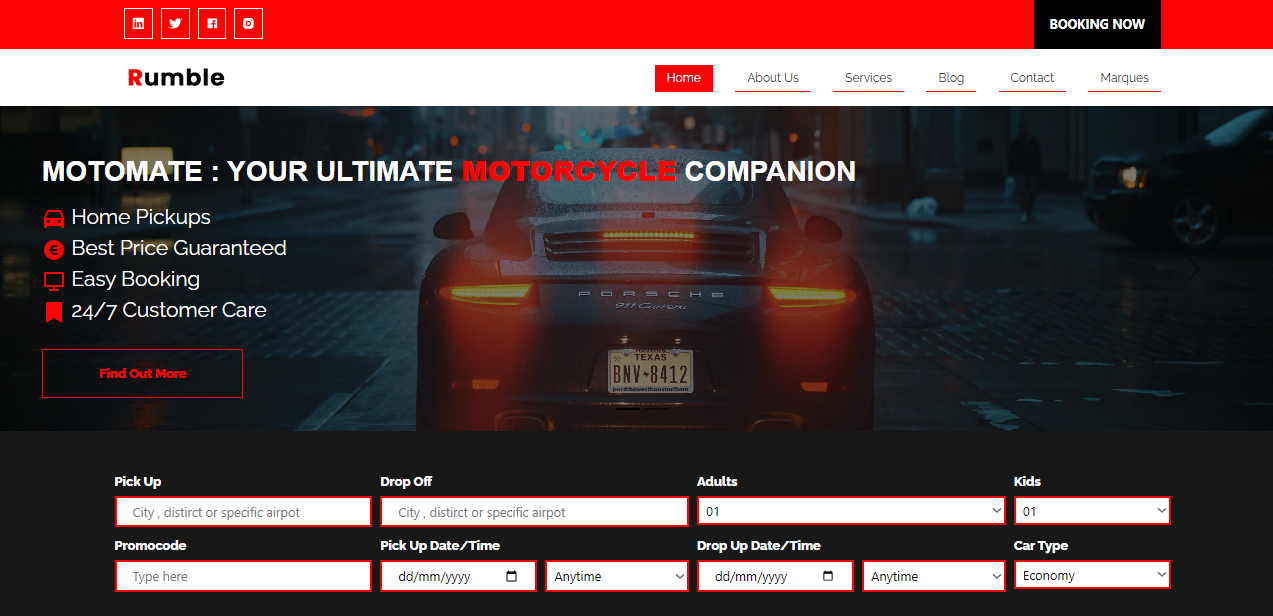 BOOKING NOW
Rumble
Home
About Us
Services
Blog
Contact
Marques
MOTOMATE : YOUR ULTIMATE MOTORCYCLE COMPANION
Home Pickups
Best Price Guaranteed
Easy Booking
24/7 Customer Care
Find Out More
PORSCHE
911 Carrera
TEXAS
BNV 8412
Pick Up
Drop Off
Adults
Kids
City , distirct or specific airpot
City , distirct or specific airpot
01
01
Promocode
Pick Up Date/Time
Drop Up Date/Time
Car Type
Type here
dd/mm/yyyy
Anytime
dd/mm/yyyy
Anytime
Economy